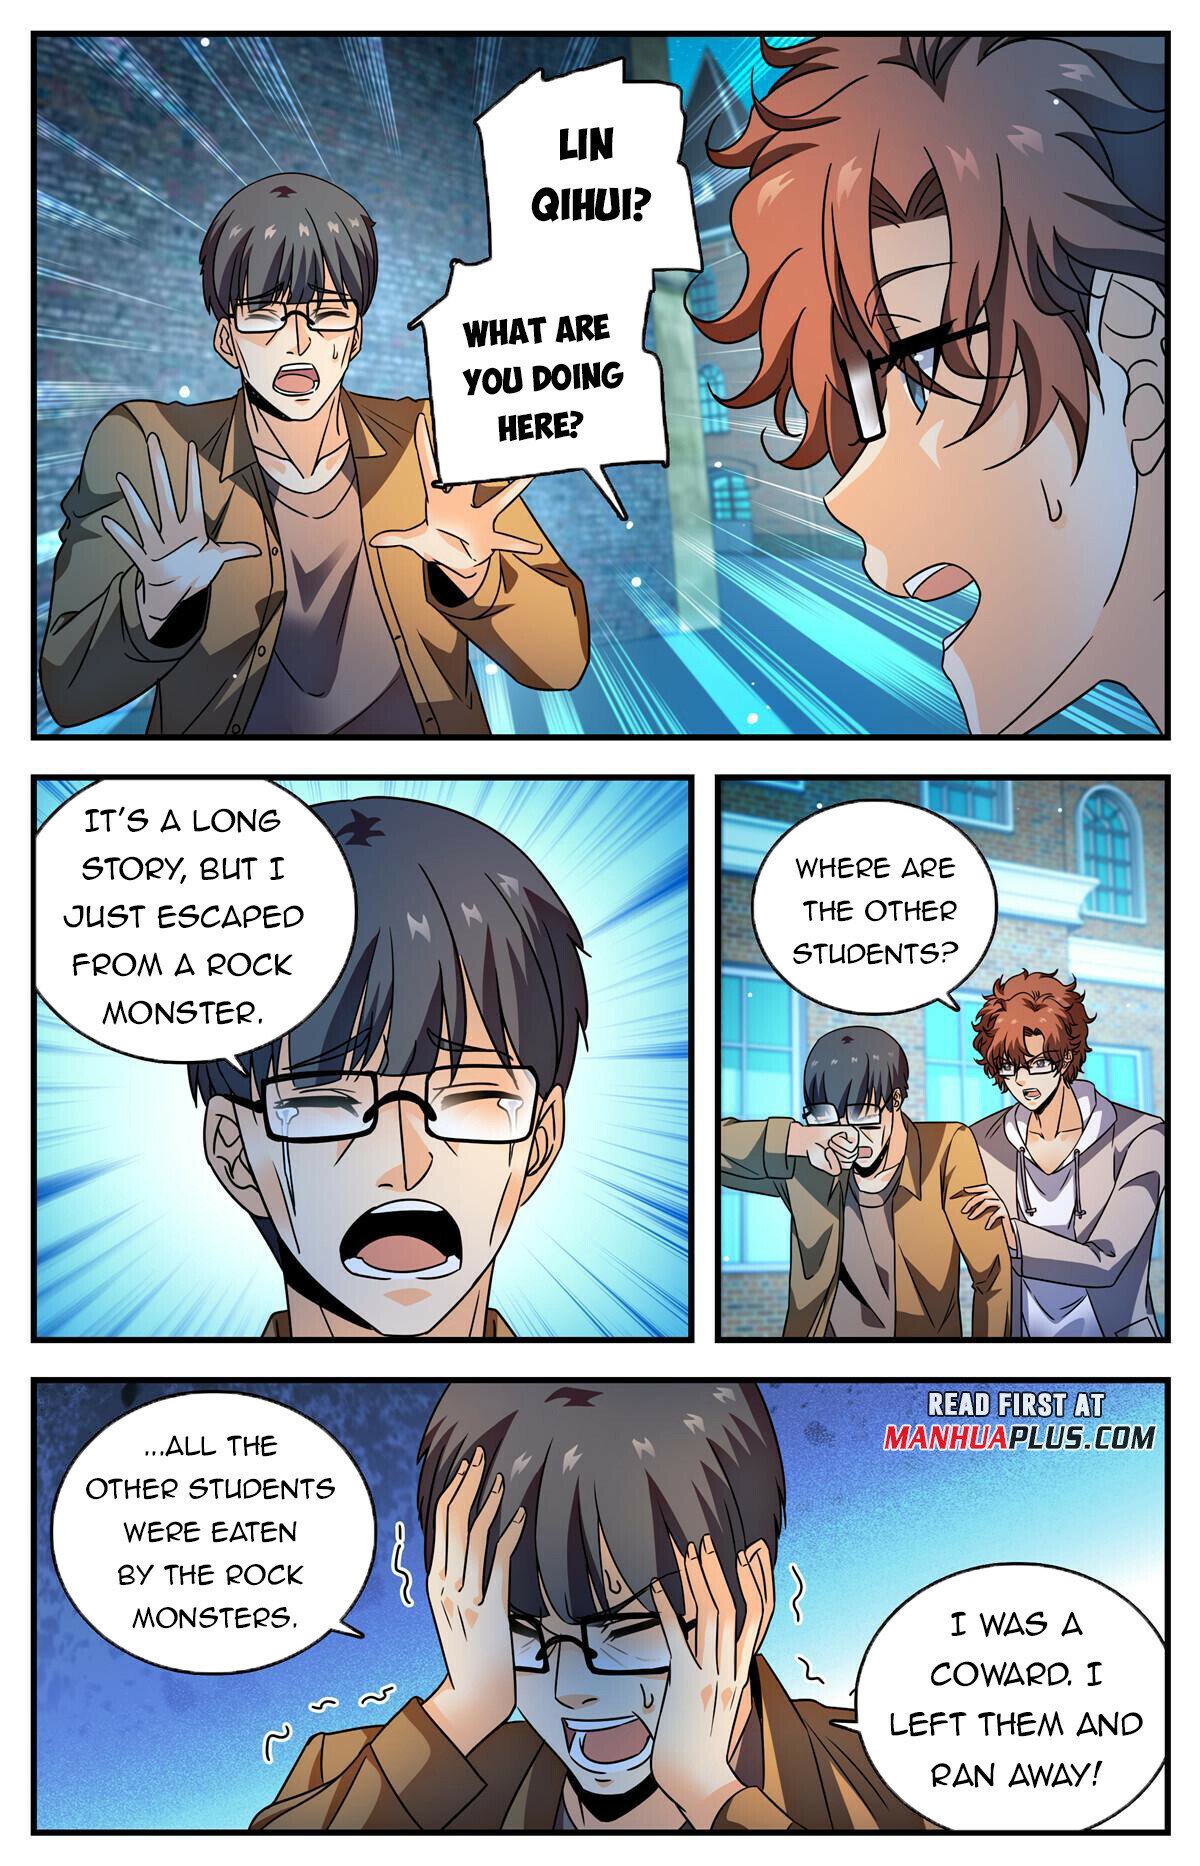 LIN
QIHUI?
WHAT ARE
YOU DOING
HERE?
IT'S A LONG
STORY, BUT I
JUST ESCAPED
FROM A ROCK
MONSTER.
WHERE ARE
THE OTHER
STUDENTS?
...ALL THE
OTHER STUDENTS
WERE EATEN
BY THE ROCK
MONSTERS.
READ FIRST AT
MANHUAPLUS.COM
I WAS A
COWARD. I
LEFT THEM AND
RAN AWAY!